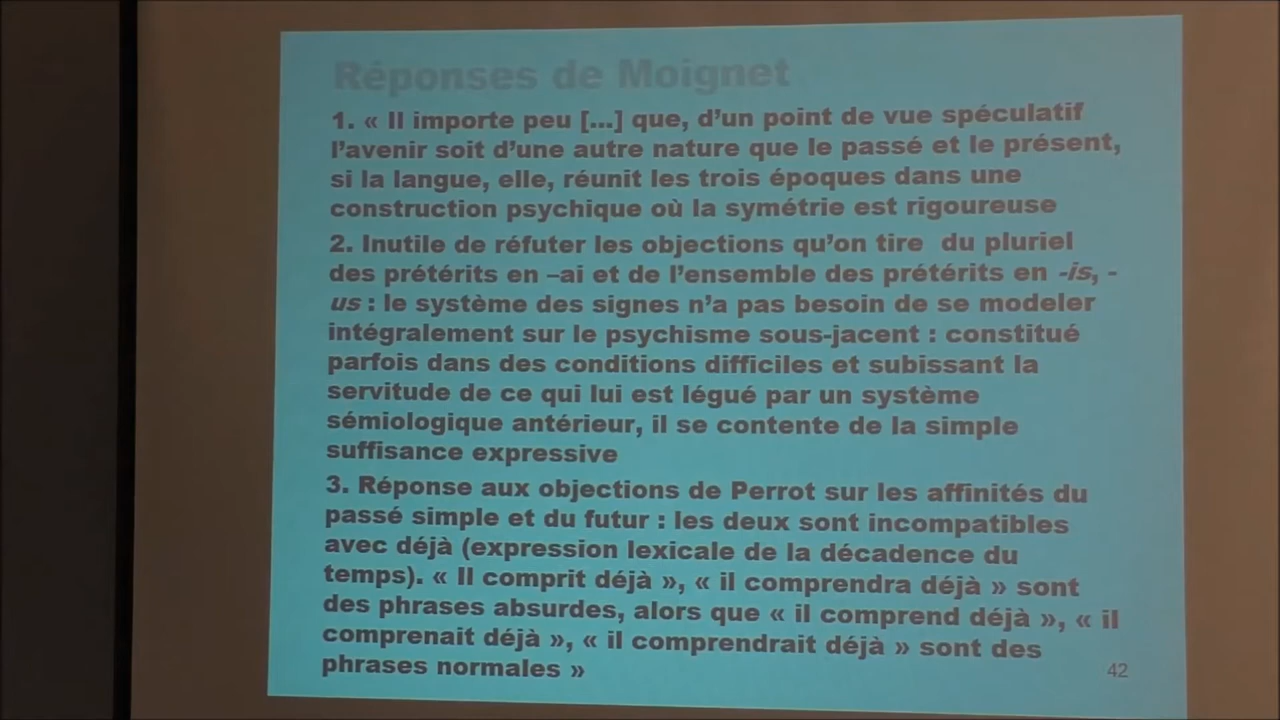 Réponses de Moignet
1. « Il importe peu [...] que, d'un point de vue spéculatif
l'avenir soit d'une autre nature que le passé et le présent,
si la langue, elle, réunit les trois époques dans une
construction psychique où la symétrie est rigoureuse
2. Inutile de réfuter les objections qu'on tire du pluriel
des prétérits en –ai et de l'ensemble des prétérits en -is, -
us : le système des signes n'a pas besoin de se modeler
intégralement sur le psychisme sous-jacent : constitué
parfois dans des conditions difficiles et subissant la
servitude de ce qui lui est légué par un système
sémiologique antérieur, il se contente de la simple
suffisance expressive
3. Réponse aux objections de Perrot sur les affinités du
passé simple et du futur : les deux sont incompatibles
avec déjà (expression lexicale de la décadence du
temps). « Il comprit déjà », « il comprendra déjà » sont
des phrases absurdes, alors que « il comprend déjà », « il
comprenait déjà », « il comprendrait déjà » sont des
phrases normales »
42